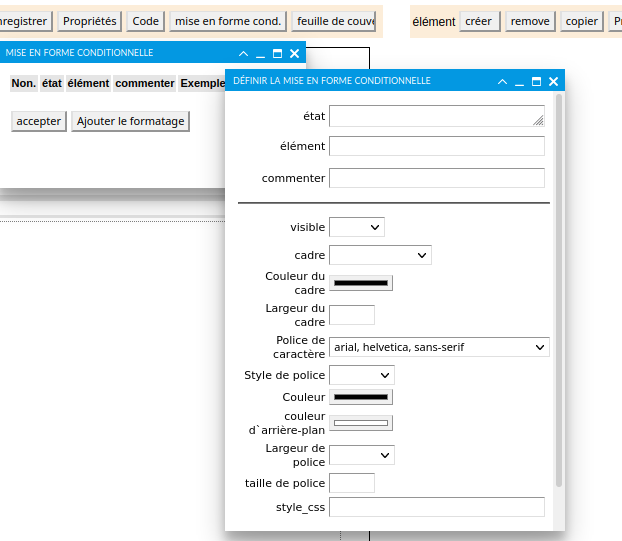 nregistrer Propriétés Code mise en forme cond. feuille de couve élément créer remove copier
MISE EN FORME CONDITIONNELLE
Non. état élément commenter Exemple
accepter Ajouter le formatage
DÉFINIR LA MISE EN FORME CONDITIONNELLE
état
élément
commenter
visible
cadre
Couleur du
cadre
Largeur du
cadre
Police de
caractère arial, helvetica, sans-serif
Style de police
Couleur
couleur
d`arrière-plan
Largeur de
police
taille de police
style_css